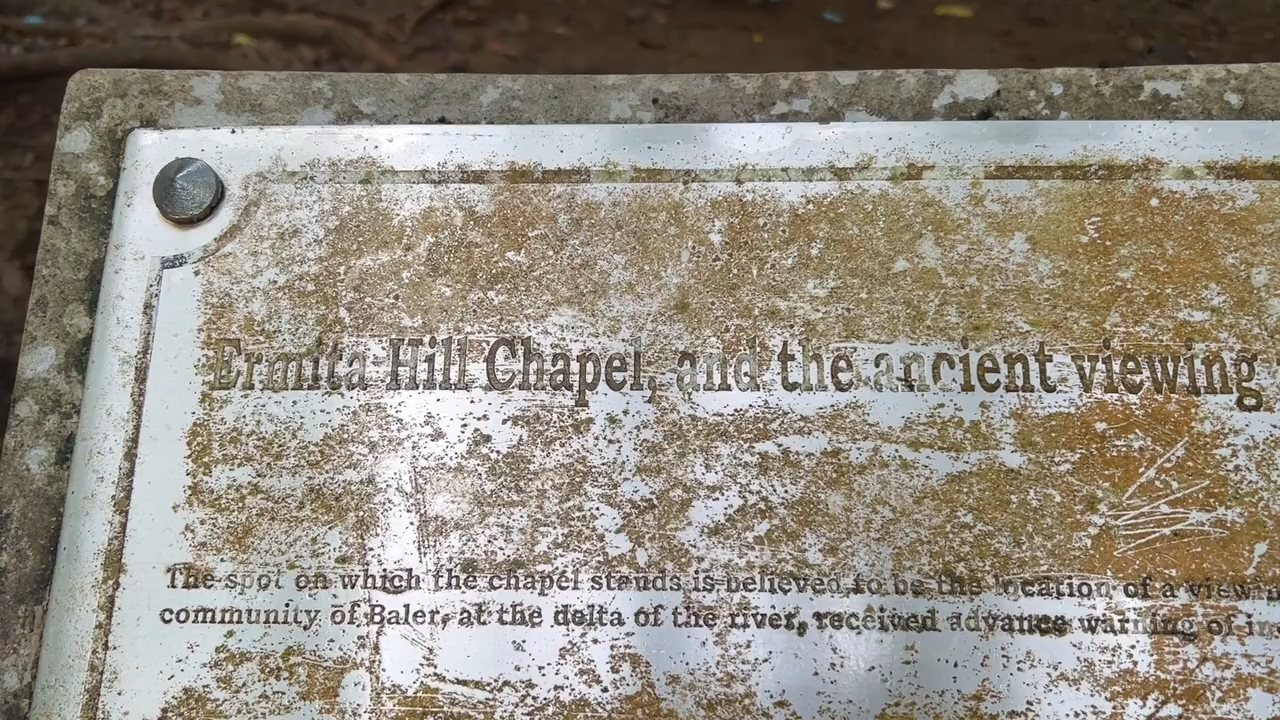 Ermita Hill Chapel, and the ancient viewing
The spot on which the chapel stands is believed to be the location of a
community of Baler, at the delta of the river, received advance warning of